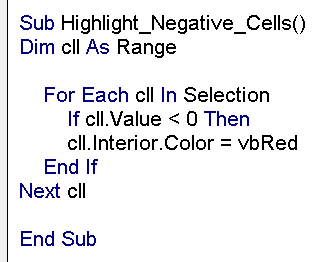 Sub Highlight_Negative_Cells()
Dim cll As Range
For Each cll In Selection
If cll.Value < 0 Then
cll.Interior.Color = vbRed
End If
Next cll
End Sub